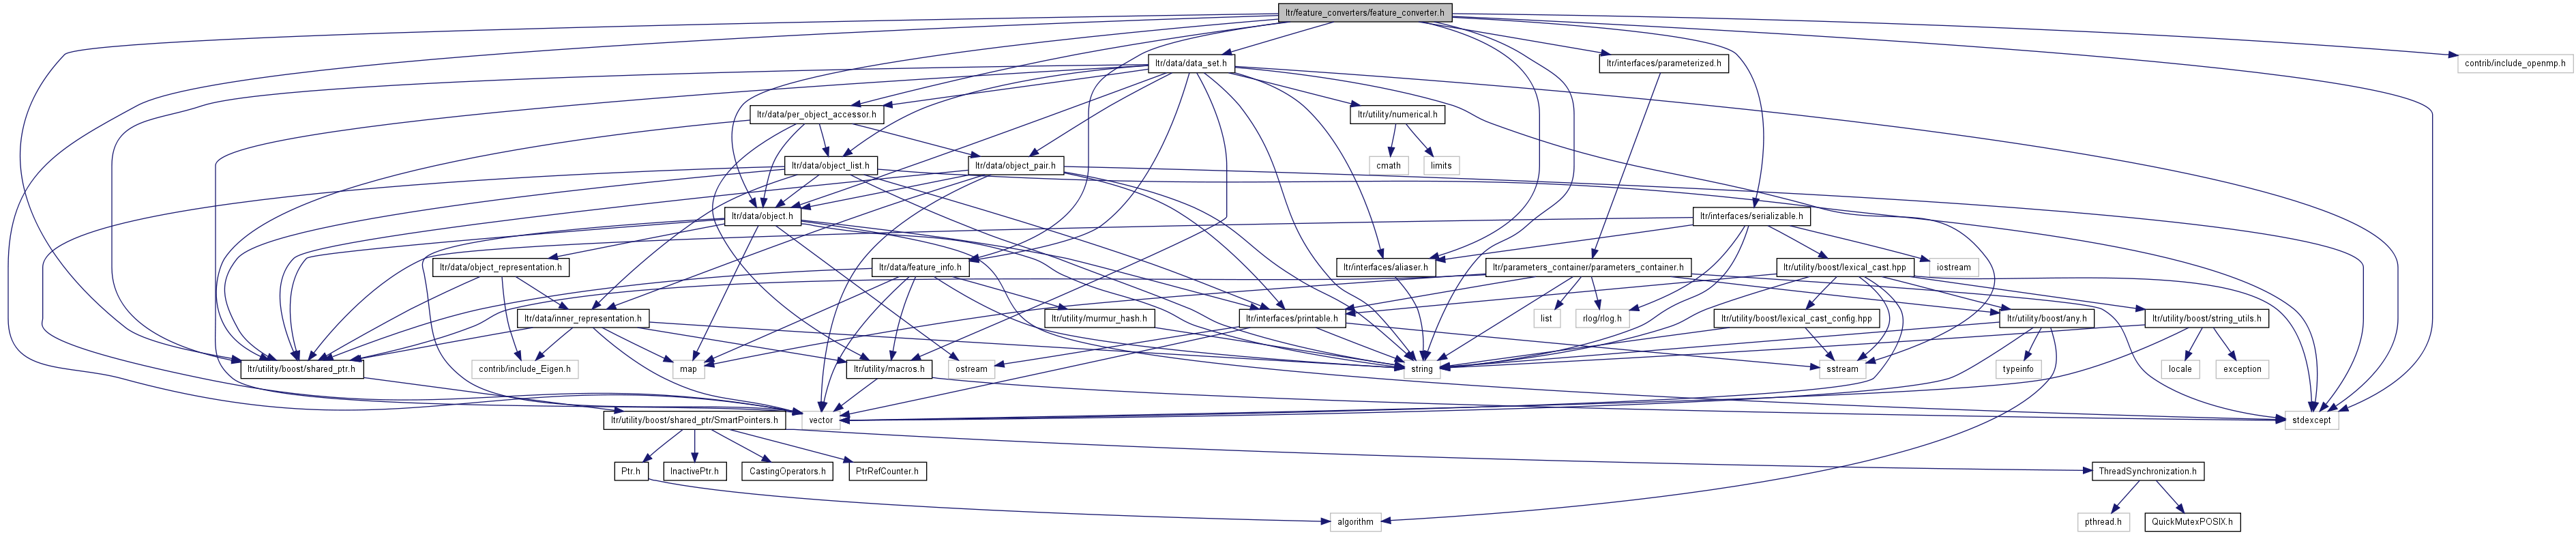 ltr/feature_converters/feature_converter.h
ltr/data/data_set.h
ltr/interfaces/parameterized.h
contrib/include_openmp.h
ltr/data/per_object_accessor.h
ltr/utility/numerical.h
ltr/data/object_list.h
ltr/data/object_pair.h
cmath
limits
ltr/data/object.h
ltr/interfaces/serializable.h
ltr/data/object_representation.h
ltr/data/feature_info.h
ltr/interfaces/aliaser.h
ltr/parameters_container/parameters_container.h
ltr/utility/boost/lexical_cast.hpp
iostream
ltr/data/inner_representation.h
ltr/utility/murmur_hash.h
ltr/interfaces/printable.h
list
rlog/rlog.h
ltr/utility/boost/lexical_cast_config.hpp
ltr/utility/boost/any.h
ltr/utility/boost/string_utils.h
ltr/utility/boost/shared_ptr.h
contrib/include_Eigen.h
map
ltr/utility/macros.h
ostream
string
sstream
typeinfo
locale
exception
ltr/utility/boost/shared_ptr/SmartPointers.h
vector
stdexcept
Ptr.h
InactivePtr.h
CastingOperators.h
PtrRefCounter.h
ThreadSynchronization.h
algorithm
pthread.h
QuickMutexPOSIX.h